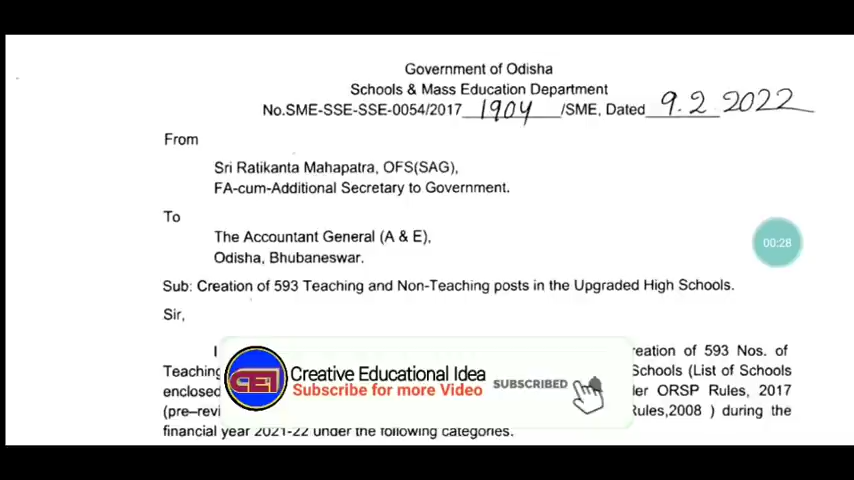 Government of Odisha
Schools & Mass Education Department
No.SME-SSE-SSE-0054/2017 1904 /SME, Dated 9.2.2022
From
Sri Ratikanta Mahapatra, OFS(SAG),
FA-cum-Additional Secretary to Government.
To
The Accountant General (A & E),
Odisha, Bhubaneswar.
00:28
Sub: Creation of 593 Teaching and Non-Teaching posts in the Upgraded High Schools.
Sir,
I reation of 593 Nos. of
Teaching Schools (List of Schools
enclosed ler ORSP Rules, 2017
(pre–revi Rules,2008 ) during the
financial year 2021-22 under the following categories.
CEI
Creative Educational Idea
Subscribe for more Video
SUBSCRIBED